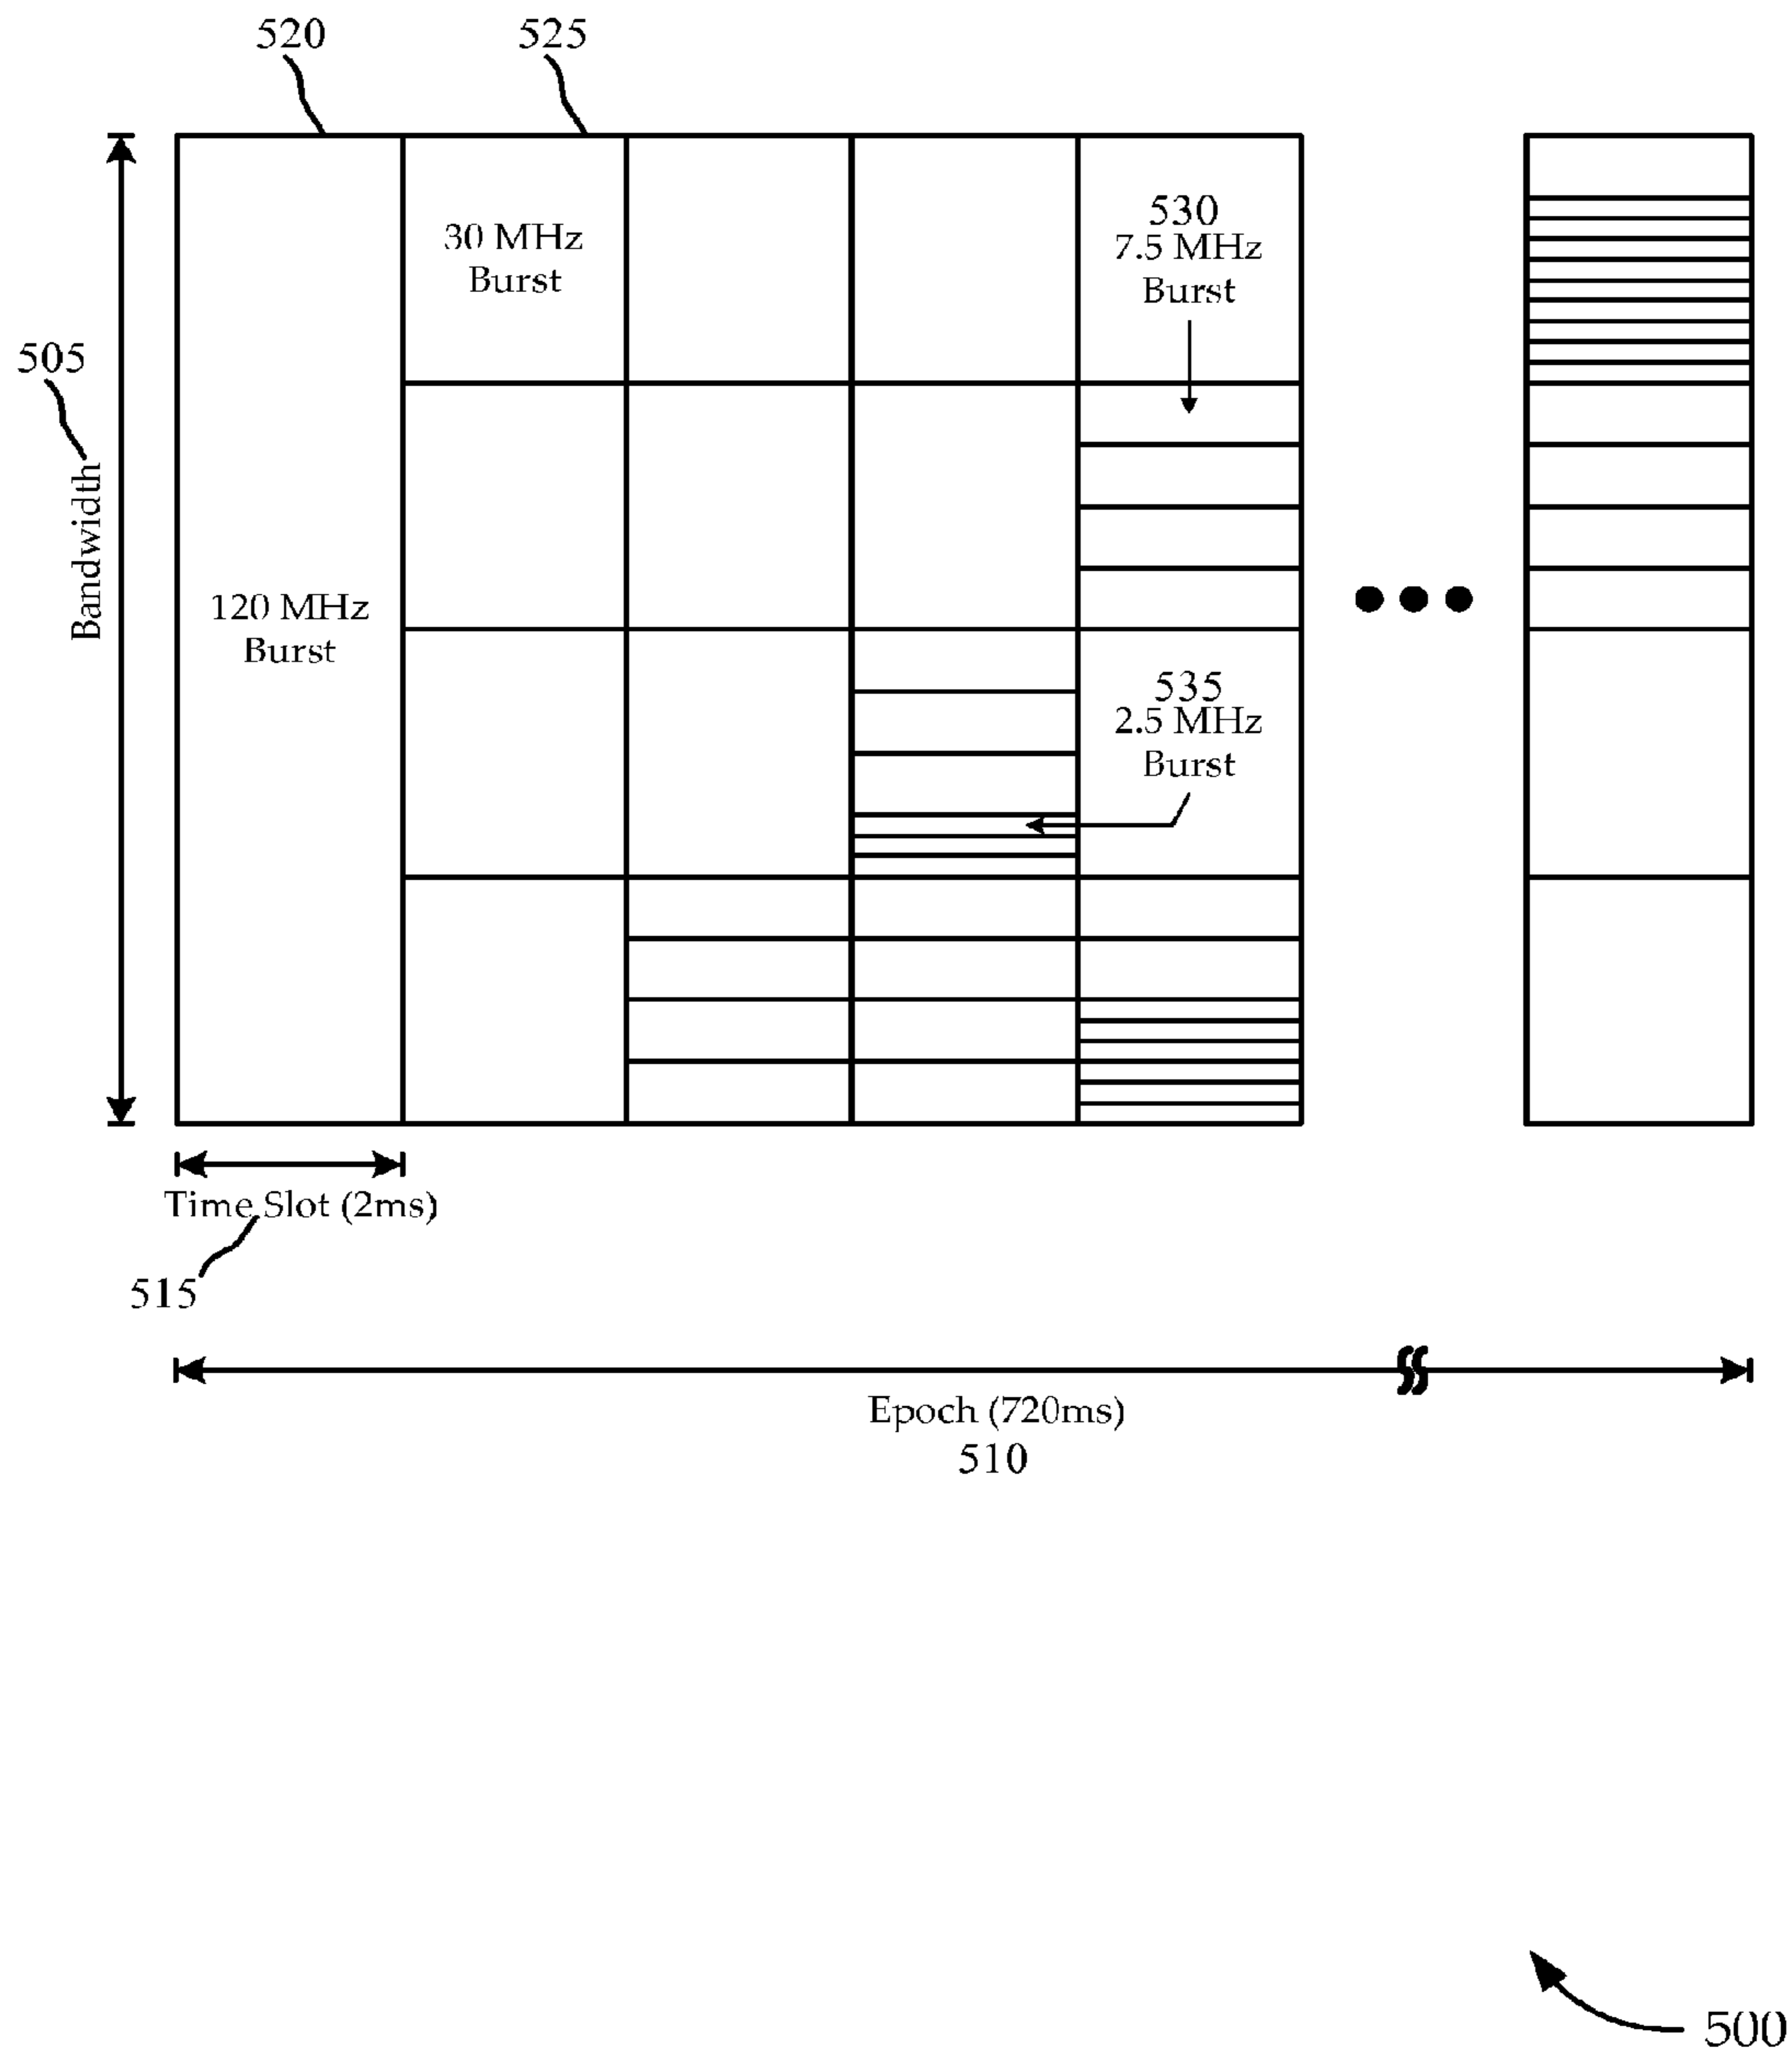 520
525
530
7.5 MHz
Burst
30 MHz
Burst
505
Bandwidth
120 MHz
Burst
535
2.5 MHz
Burst
Time Slot (2ms)
515
Epoch (720ms)
510
500